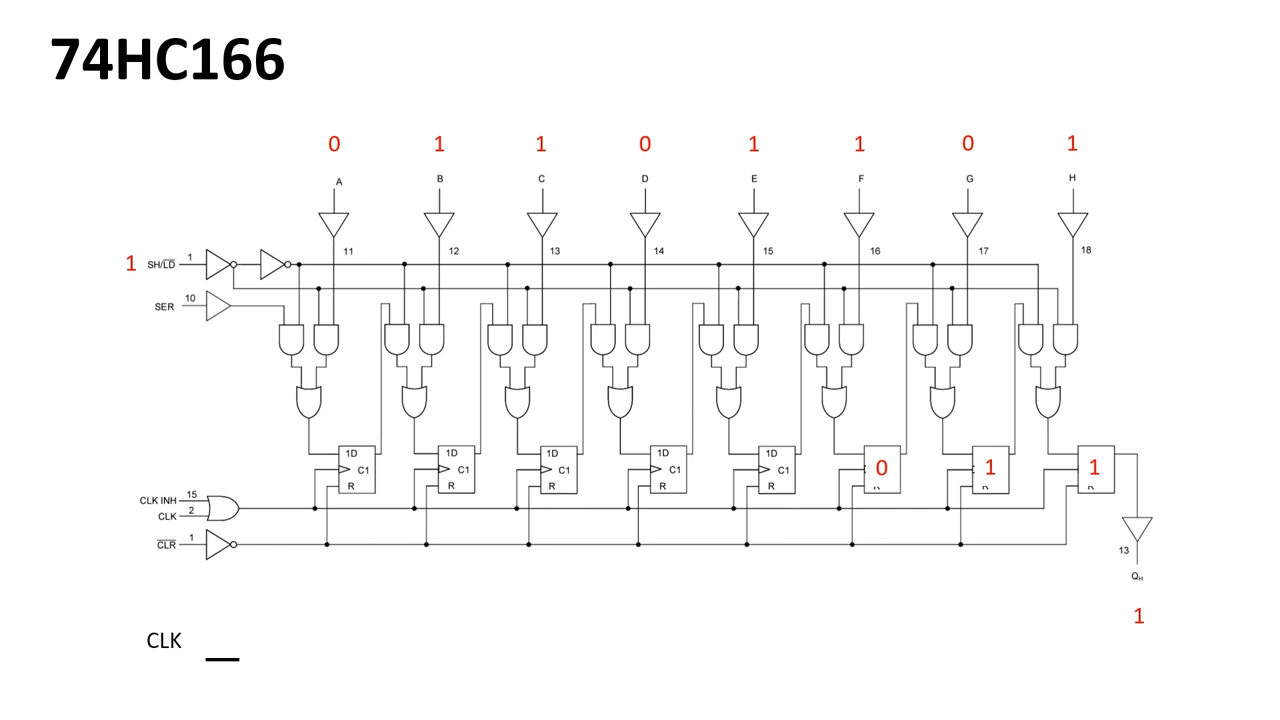 74HC166
0 1 1 0 1 1 0 1
A B C D E F G H
11 12 13 14 15 16 17 18
1 SH/L̅D̅ 1
SER 10
1D 1D 1D 1D 1D
C1 C1 C1 C1 C1 0 1 1
R R R R R
CLK INH 15
CLK 2
C̅L̅R̅ 1
13
QH
1
CLK